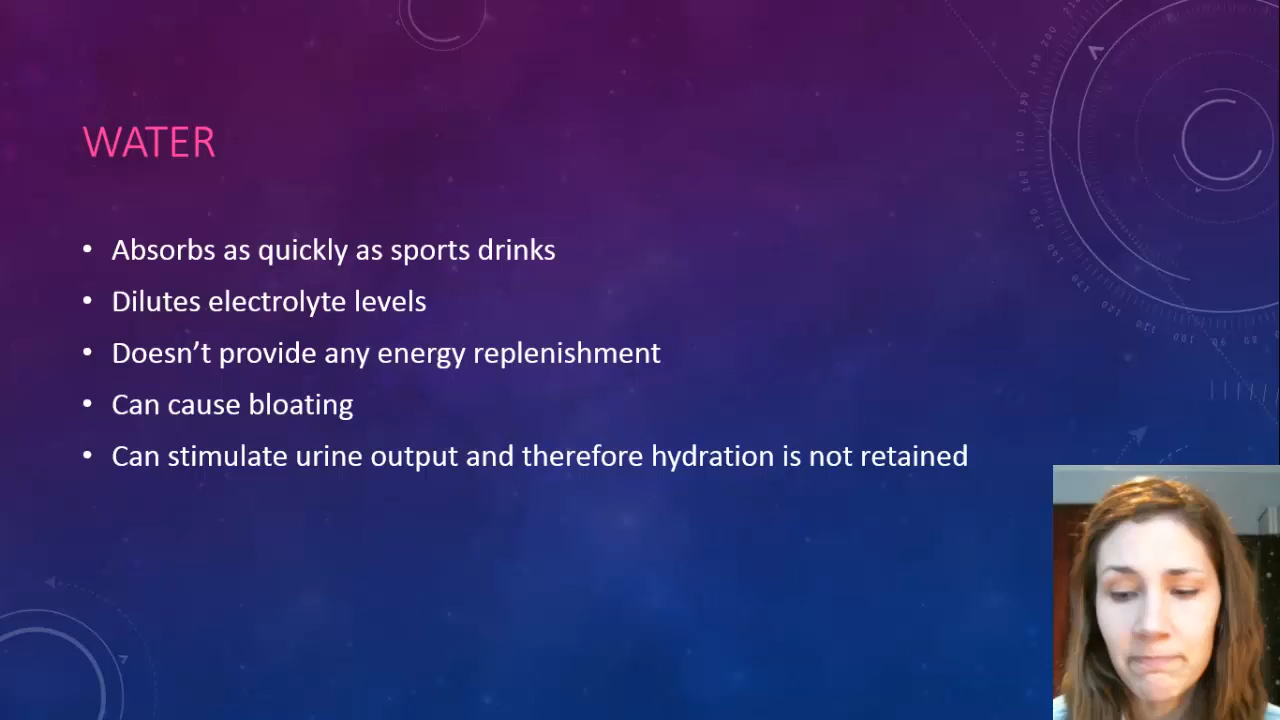 WATER
• Absorbs as quickly as sports drinks
• Dilutes electrolyte levels
• Doesn’t provide any energy replenishment
• Can cause bloating
• Can stimulate urine output and therefore hydration is not retained